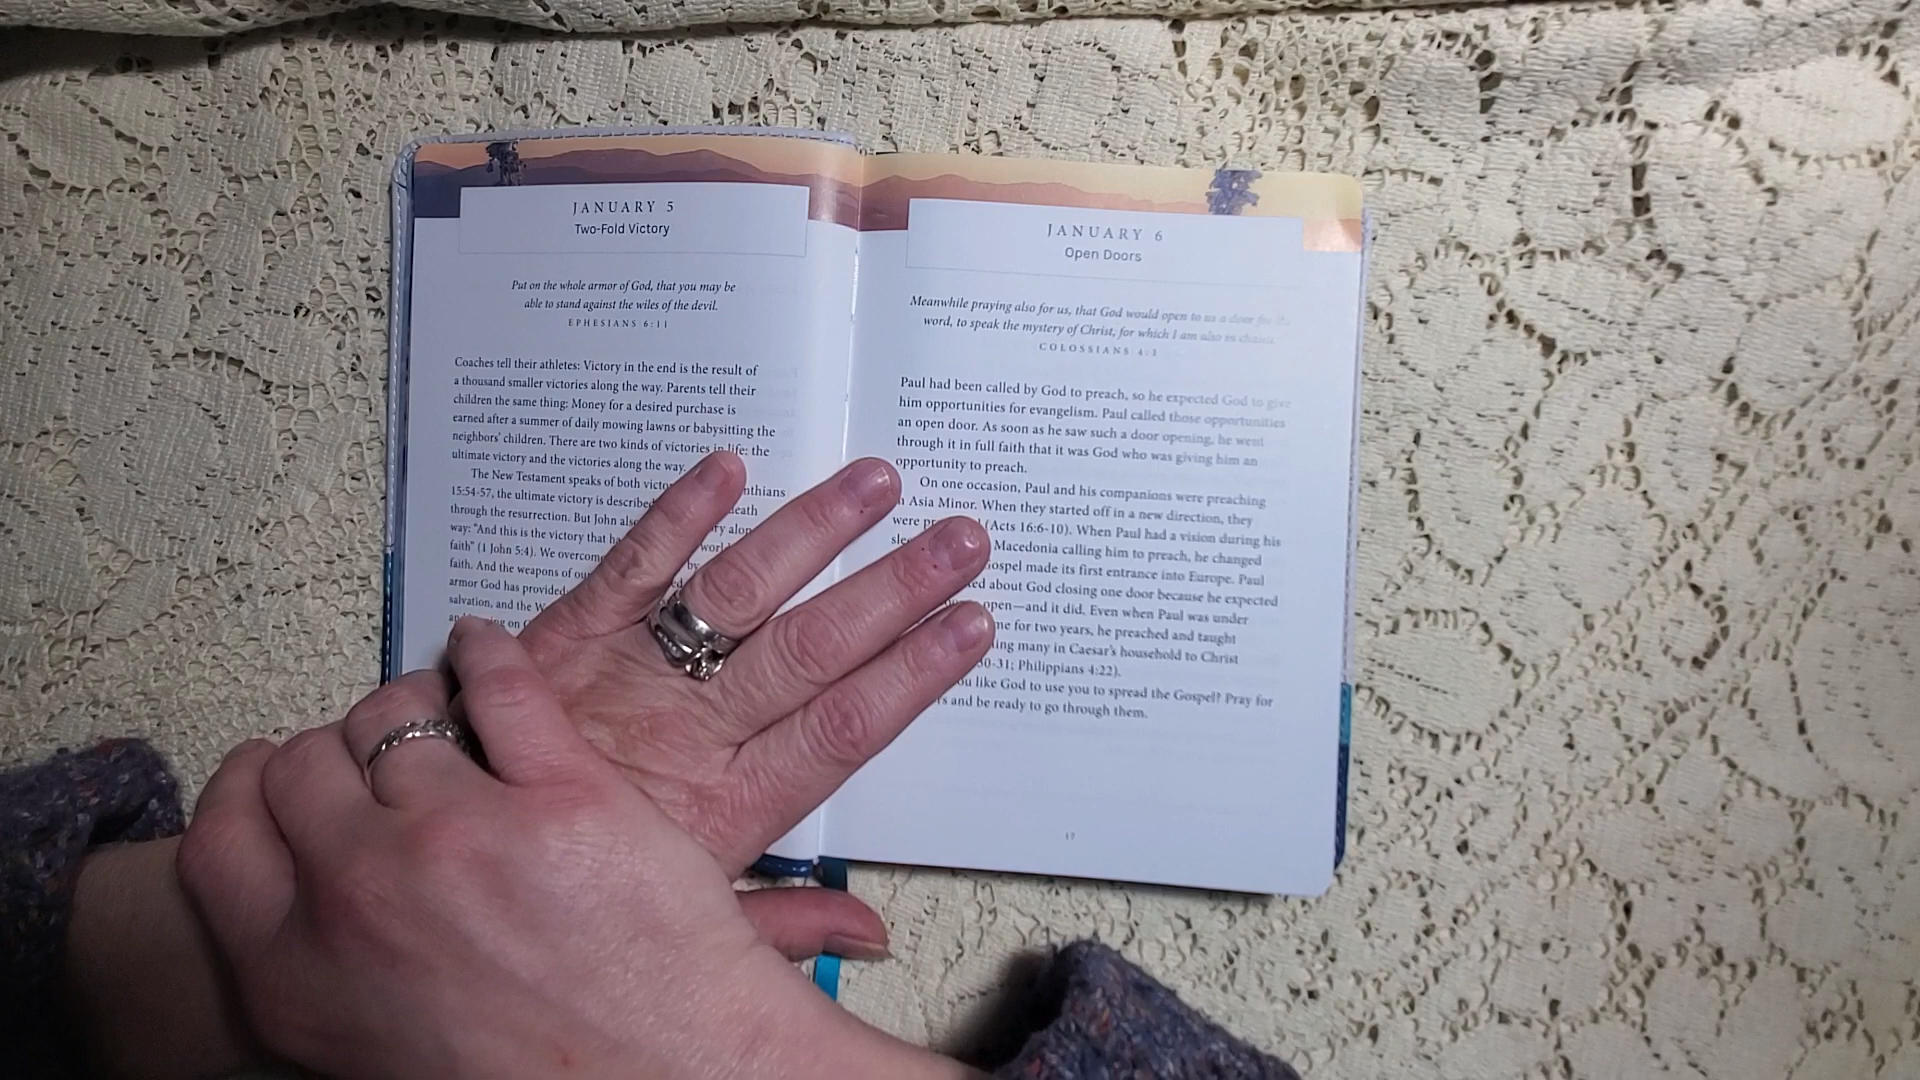 JANUARY 5
Two-Fold Victory
Put on the whole armor of God, that you may be
able to stand against the wiles of the devil.
EPHESIANS 6:11
Coaches tell their athletes: Victory in the end is the result of
a thousand smaller victories along the way. Parents tell their
children the same thing: Money for a desired purchase is
earned after a summer of daily mowing lawns or babysitting the
neighbors' children. There are two kinds of victories in life: the
ultimate victory and the victories along the way.
The New Testament speaks of both
15:54-57, the ultimate victory is
through the resurrection. But John
way: "And this is the victory that
faith" (1 John 5:4). We
faith. And the weapons of
armor God has provided
salvation, and the
on
JANUARY 6
Open Doors
Meanwhile praying also for us, that God would open to us a door for the
word, to speak the mystery of Christ, for which I am also in chains.
COLOSSIANS 4:3
Paul had been called by God to preach, so he expected God to give
him opportunities for evangelism. Paul called those opportunities
an open door. As soon as he saw such a door opening, he went
through it in full faith that it was God who was giving him an
opportunity to preach.
On one occasion, Paul and his companions were preaching
Asia Minor. When they started off in a new direction, they
were (Acts 16:6-10). When Paul had a vision during his
Macedonia calling him to preach, he changed
Gospel made its first entrance into Europe. Paul
about God closing one door because he expected
open—and it did. Even when Paul was under
for two years, he preached and taught
many in Caesar's household to Christ
Philippians 4:22).
like God to use you to spread the Gospel? Pray for
and be ready to go through them.
17